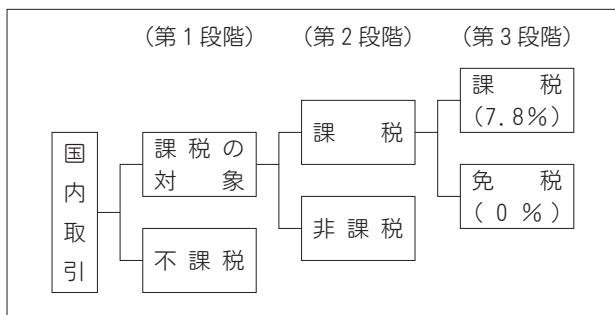 （第１段階）
（第２段階）
（第３段階）
国内取引
課税の
対象
不課税
課税
非課税
課税
（7.8％）
免税
（０％）